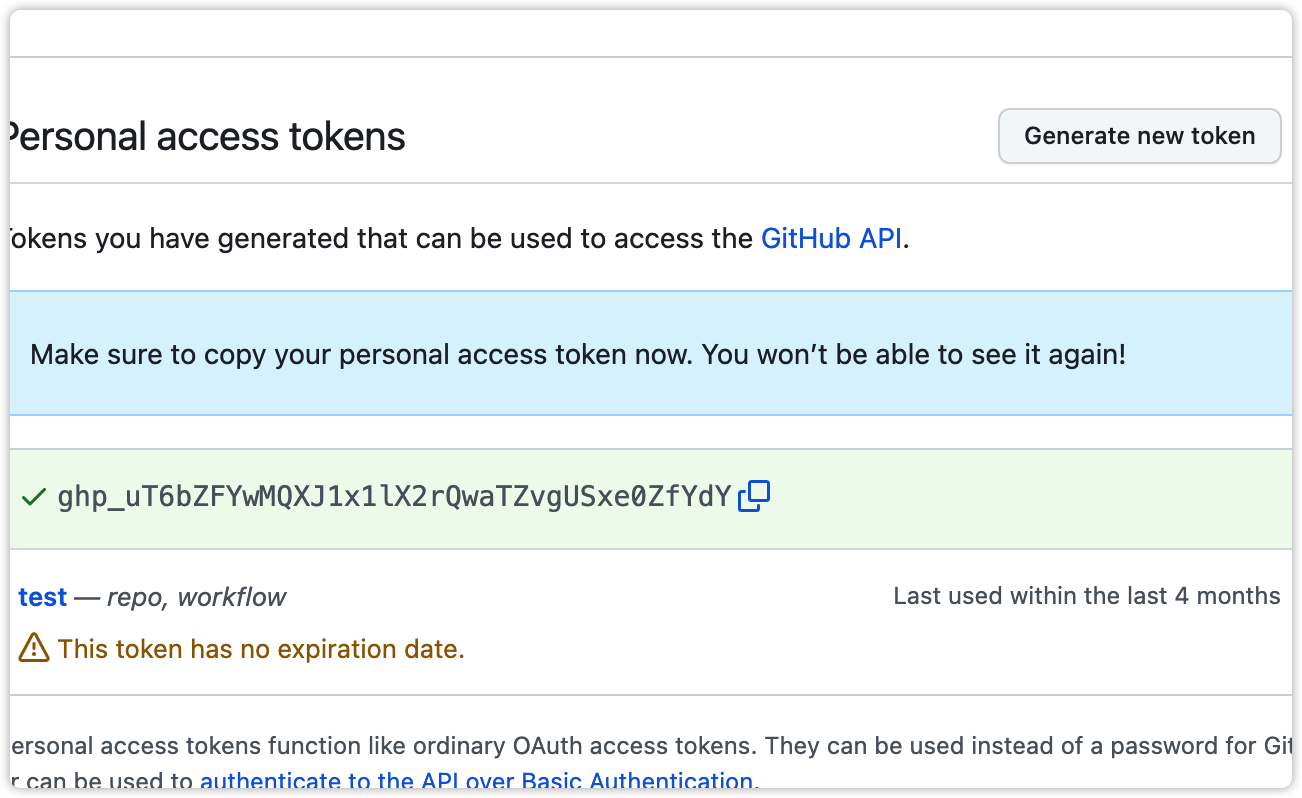 Personal access tokens
Generate new token
Tokens you have generated that can be used to access the GitHub API.
Make sure to copy your personal access token now. You won’t be able to see it again!
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
test — repo, workflow
Last used within the last 4 months
This token has no expiration date.
ersonal access tokens function like ordinary OAuth access tokens. They can be used instead of a password for Git
r can be used to authenticate to the API over Basic Authentication.